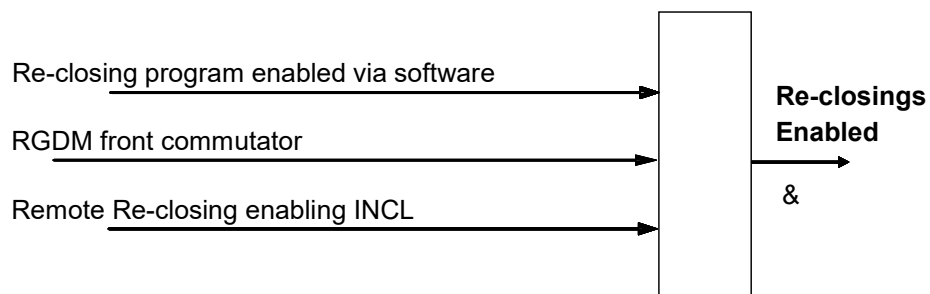 Re-closing program enabled via software
RGDM front commutator
Remote Re-closing enabling INCL
Re-closings
Enabled
&